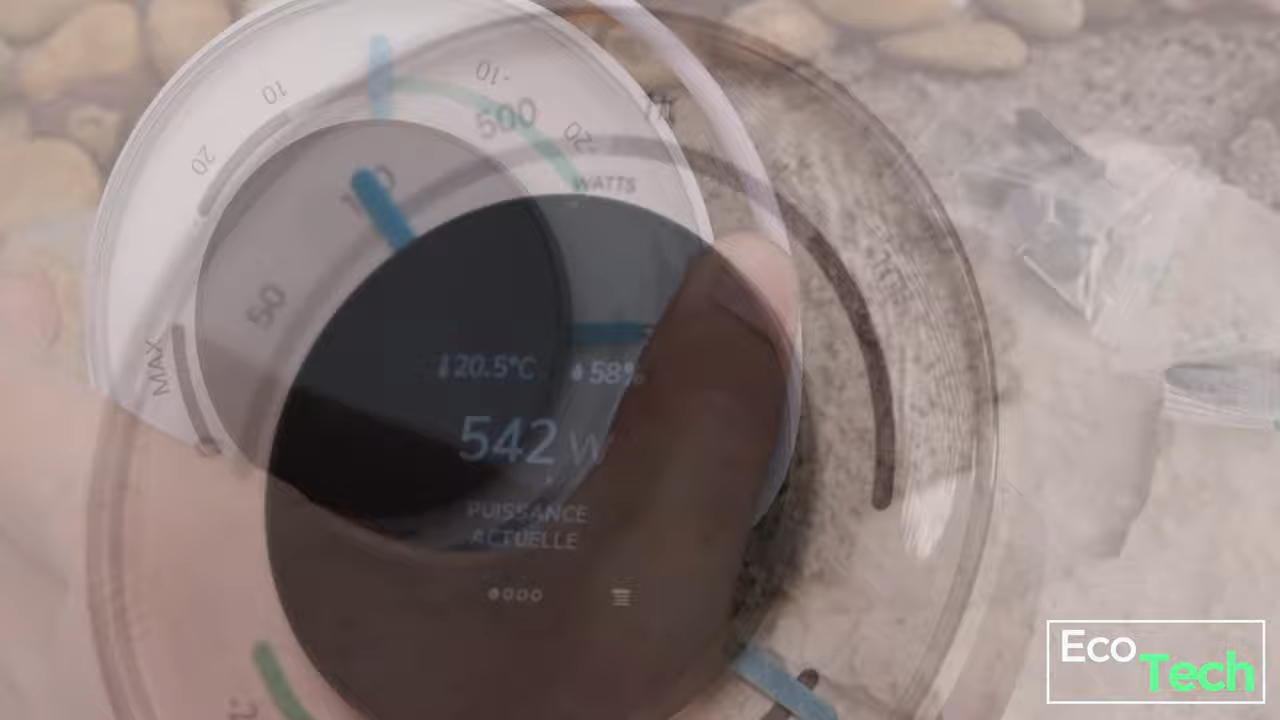 10
-10
20
500
20
WATTS
50
MAX
20.5°C 58%
542 W
PUISSANCE
ACTUELLE
Eco
Tech